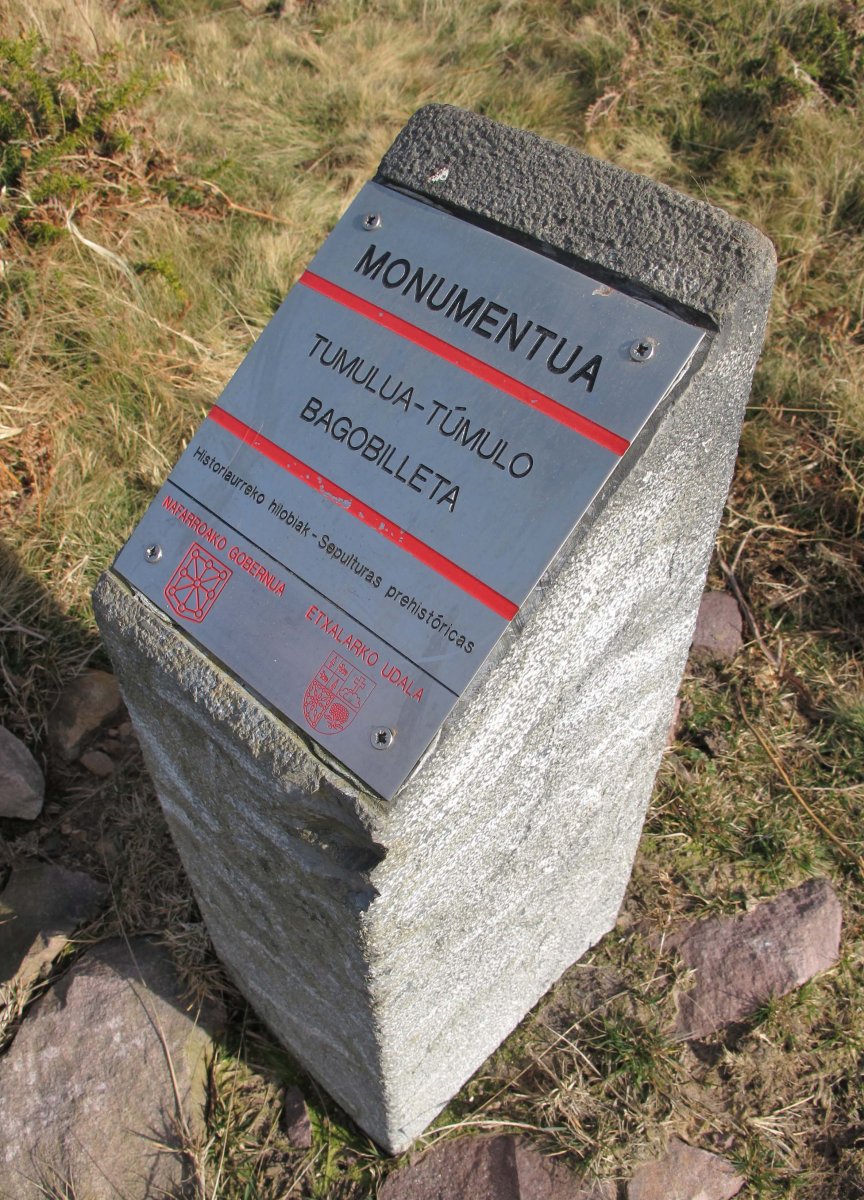 MONUMENTUA
TUMULUA-TÚMULO
BAGOBILLETA
Historiaurreko hilobiak - Sepulturas prehistóricas
NAFARROAKO GOBERNUA
ETXALARKO UDALA